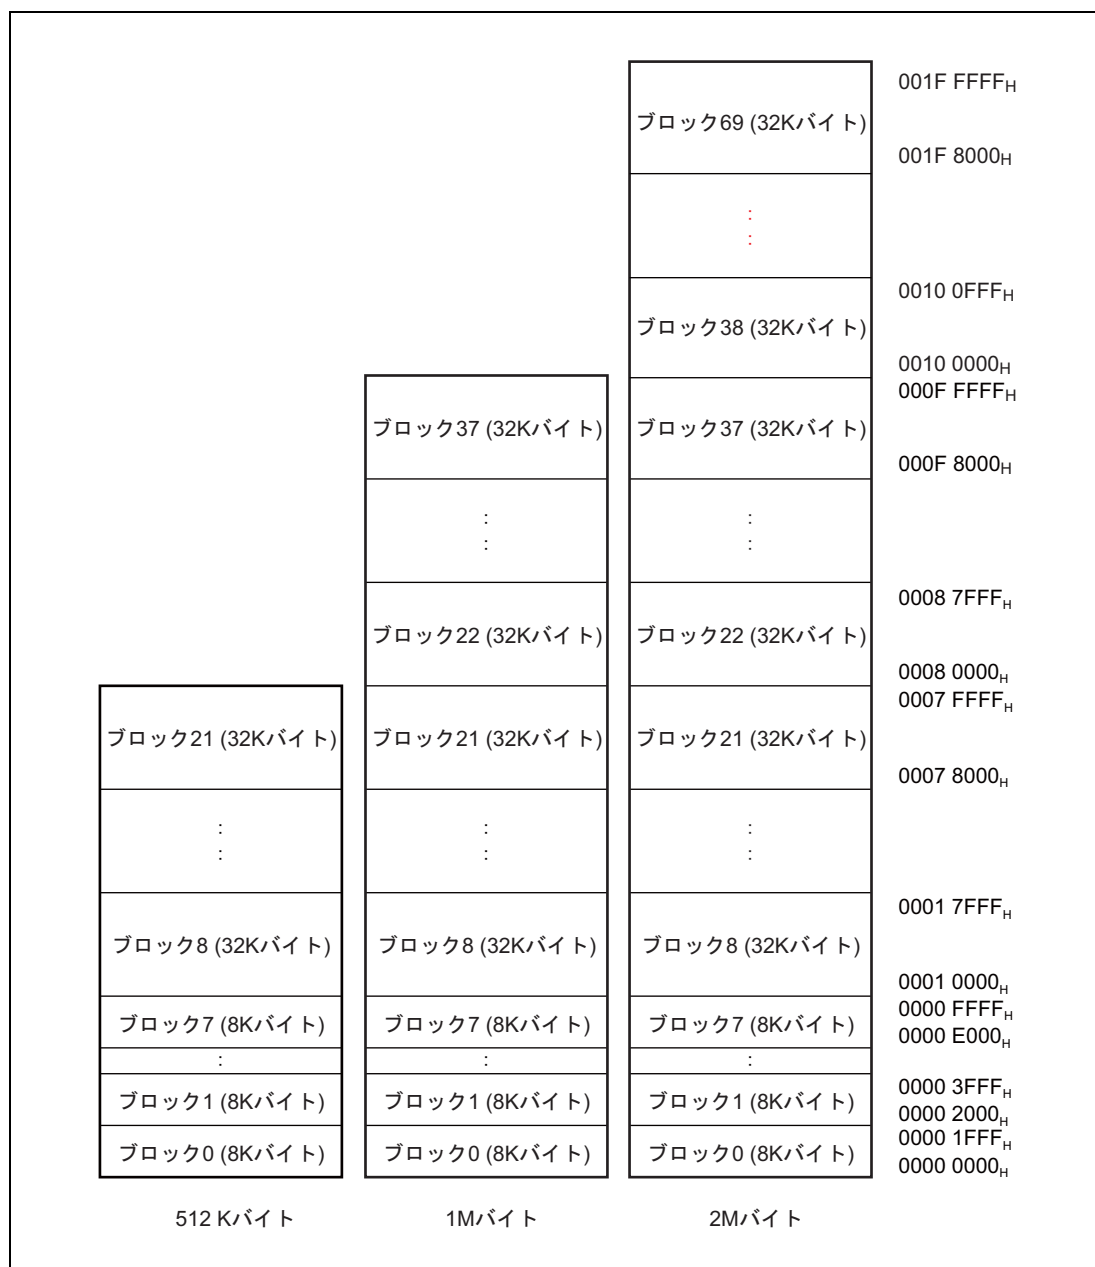 001F FFFFH
ブロック69 (32Kバイト)
001F 8000H
:
:
0010 0FFFH
ブロック38 (32Kバイト)
0010 0000H
000F FFFFH
ブロック37 (32Kバイト) ブロック37 (32Kバイト)
000F 8000H
: :
: :
0008 7FFFH
ブロック22 (32Kバイト) ブロック22 (32Kバイト)
0008 0000H
0007 FFFFH
ブロック21 (32Kバイト) ブロック21 (32Kバイト) ブロック21 (32Kバイト)
0007 8000H
: : :
: : :
0001 7FFFH
ブロック8 (32Kバイト) ブロック8 (32Kバイト) ブロック8 (32Kバイト)
0001 0000H
0000 FFFFH
ブロック7 (8Kバイト) ブロック7 (8Kバイト) ブロック7 (8Kバイト)
0000 E000H
: : :
0000 3FFFH
ブロック1 (8Kバイト) ブロック1 (8Kバイト) ブロック1 (8Kバイト)
0000 2000H
0000 1FFFH
ブロック0 (8Kバイト) ブロック0 (8Kバイト) ブロック0 (8Kバイト)
0000 0000H
512 Kバイト 1Mバイト 2Mバイト